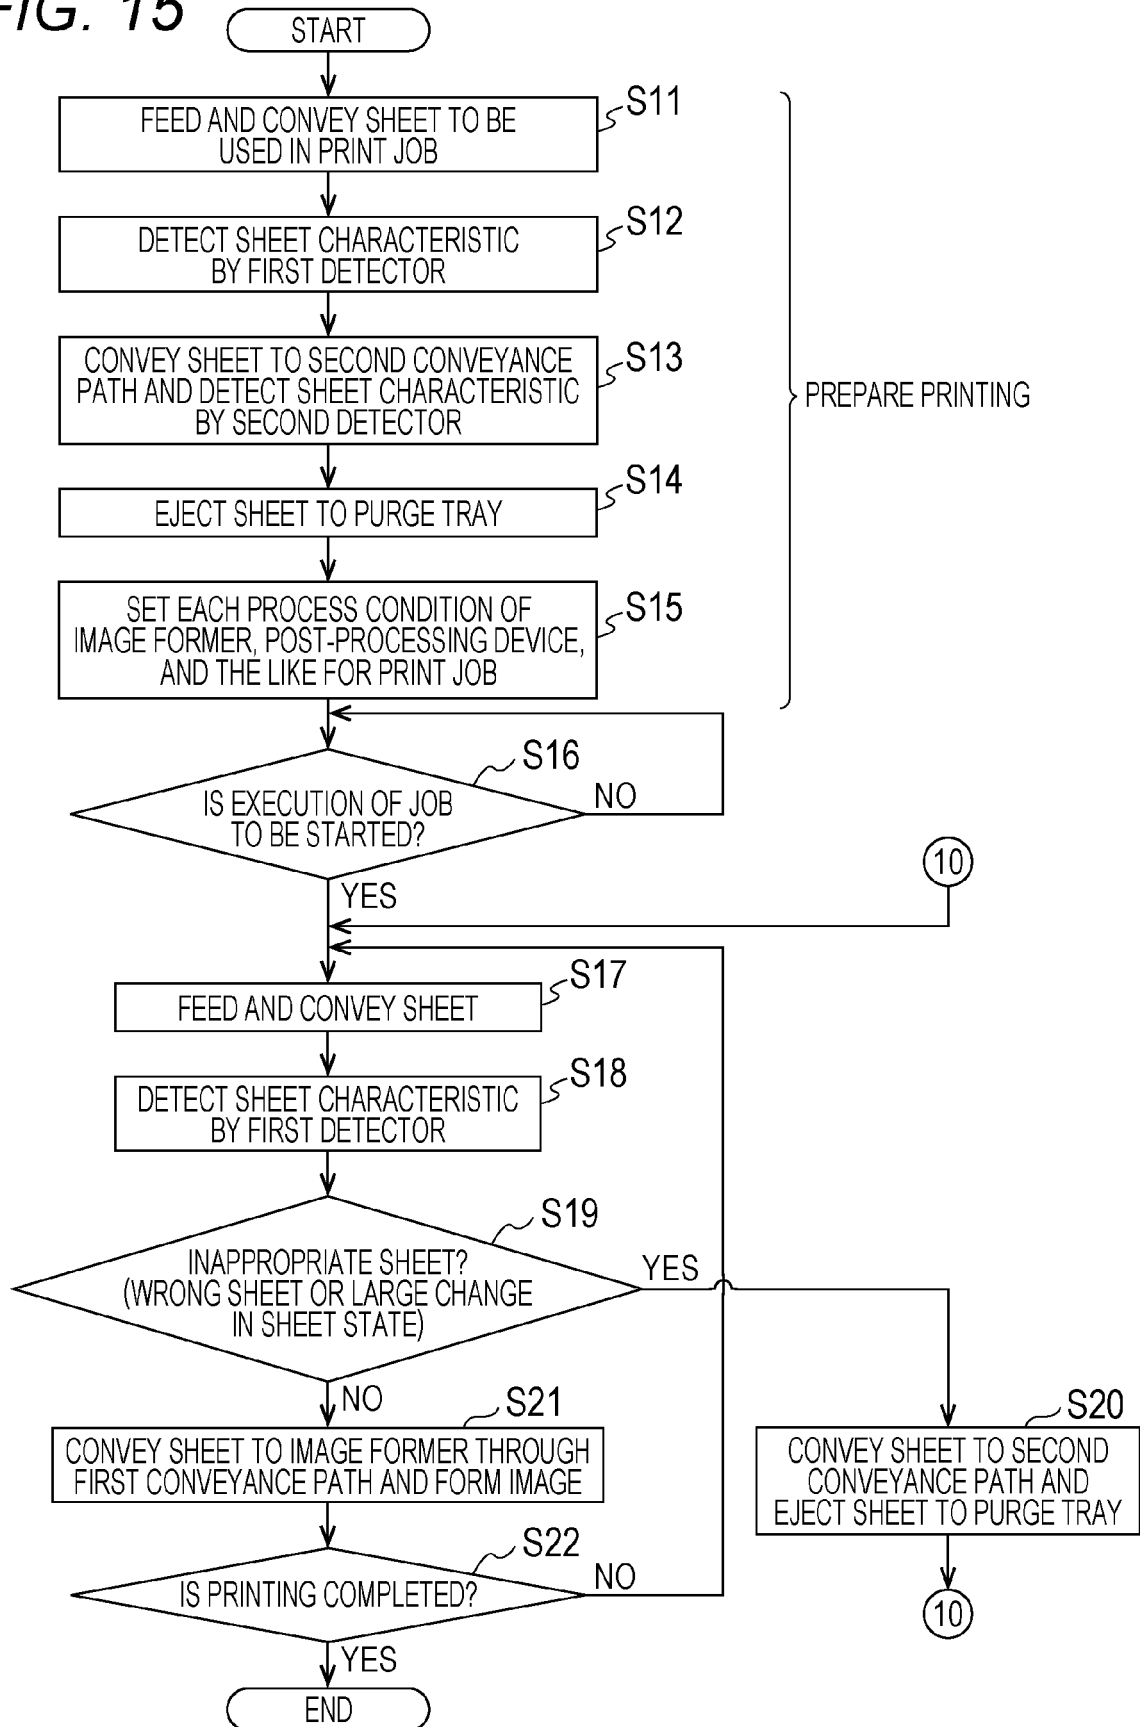 FIG. 15
START
S11
FEED AND CONVEY SHEET TO BE
USED IN PRINT JOB
S12
DETECT SHEET CHARACTERISTIC
BY FIRST DETECTOR
S13
CONVEY SHEET TO SECOND CONVEYANCE
PATH AND DETECT SHEET CHARACTERISTIC
BY SECOND DETECTOR
PREPARE PRINTING
S14
EJECT SHEET TO PURGE TRAY
S15
SET EACH PROCESS CONDITION OF
IMAGE FORMER, POST-PROCESSING DEVICE,
AND THE LIKE FOR PRINT JOB
S16
IS EXECUTION OF JOB
TO BE STARTED?
NO
YES
10
S17
FEED AND CONVEY SHEET
S18
DETECT SHEET CHARACTERISTIC
BY FIRST DETECTOR
S19
INAPPROPRIATE SHEET?
(WRONG SHEET OR LARGE CHANGE
IN SHEET STATE)
YES
NO
S21
CONVEY SHEET TO IMAGE FORMER THROUGH
FIRST CONVEYANCE PATH AND FORM IMAGE
S20
CONVEY SHEET TO SECOND
CONVEYANCE PATH AND
EJECT SHEET TO PURGE TRAY
S22
IS PRINTING COMPLETED?
NO
10
YES
END